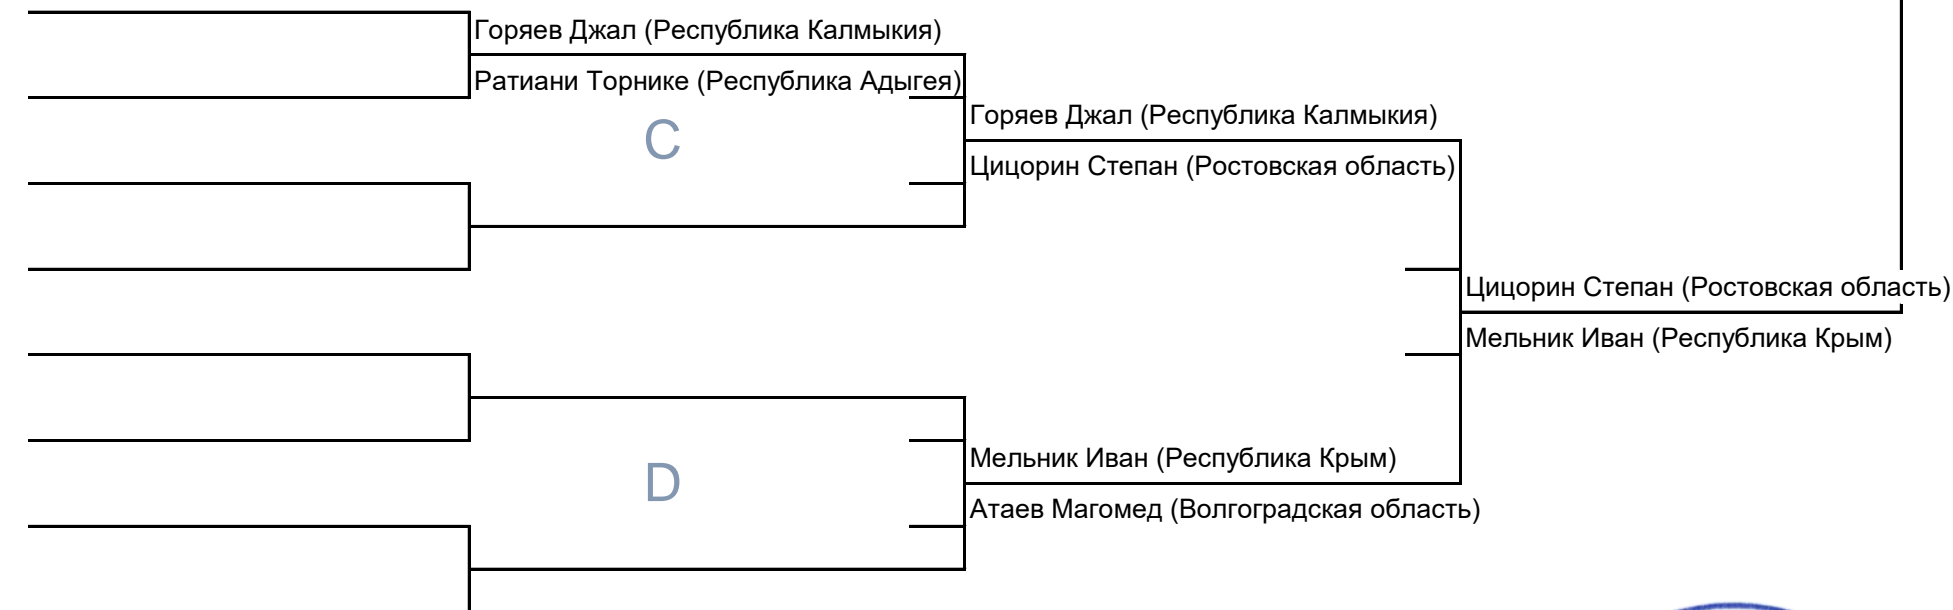 Горяев Джал (Республика Калмыкия)
Ратиани Торнике (Республика Адыгея)
C
Горяев Джал (Республика Калмыкия)
Цицорин Степан (Ростовская область)
Цицорин Степан (Ростовская область)
Мельник Иван (Республика Крым)
D
Мельник Иван (Республика Крым)
Атаев Магомед (Волгоградская область)